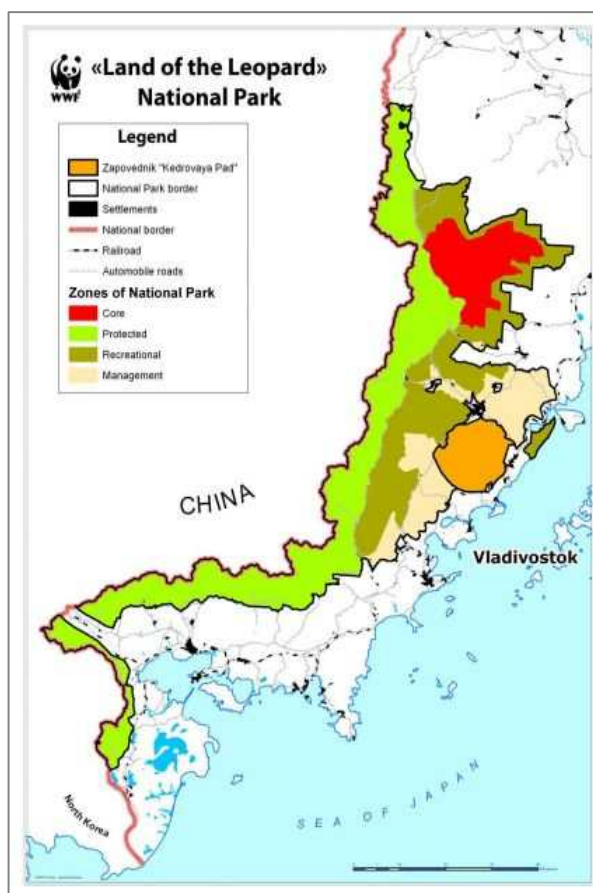 «Land of the Leopard»
National Park
WWF
Legend
Zapovednik "Kedrovaya Pad"
National Park border
Settlements
National border
Railroad
Automobile roads
Zones of National Park
Core
Protected
Recreational
Management
CHINA
Vladivostok
SEA OF JAPAN
North Korea